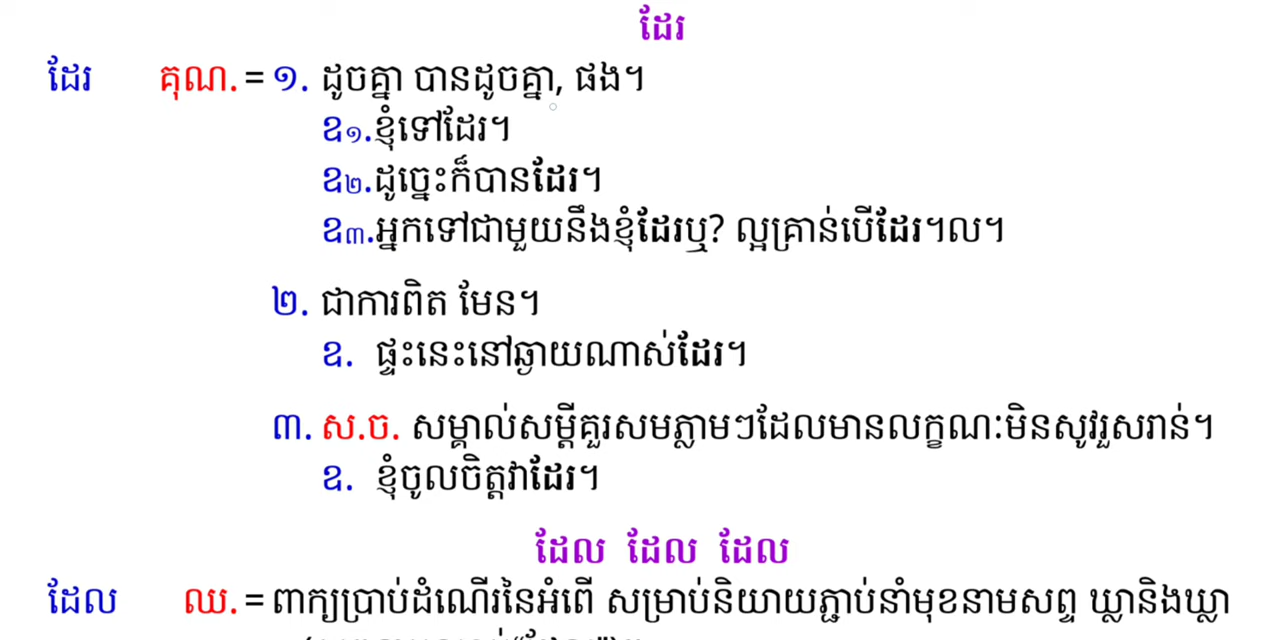 ដែរ
ដែរ គុណ. = ១. ដូចគ្នា បានដូចគ្នា, ផង។
ឧ១.ខ្ញុំទៅដែរ។
ឧ២.ដូច្នេះក៏បានដែរ។
ឧ៣.អ្នកទៅជាមួយនឹងខ្ញុំដែរឬ? ល្អគ្រាន់បើដែរ។ល។
២. ជាការពិត មែន។
ឧ. ផ្ទះនេះនៅឆ្ងាយណាស់ដែរ។
៣. ស.ច. សម្គាល់សម្ដីគួរសមភ្លាមៗដែលមានលក្ខណៈមិនសូវរួសរាន់។
ឧ. ខ្ញុំចូលចិត្តវាដែរ។
ដែល ដែល ដែល
ដែល ឈ. = ពាក្យប្រាប់ដំណើរនៃអំពើ សម្រាប់និយាយភ្ជាប់នាំមុខនាមសព្ទ ឃ្លានិងឃ្លា